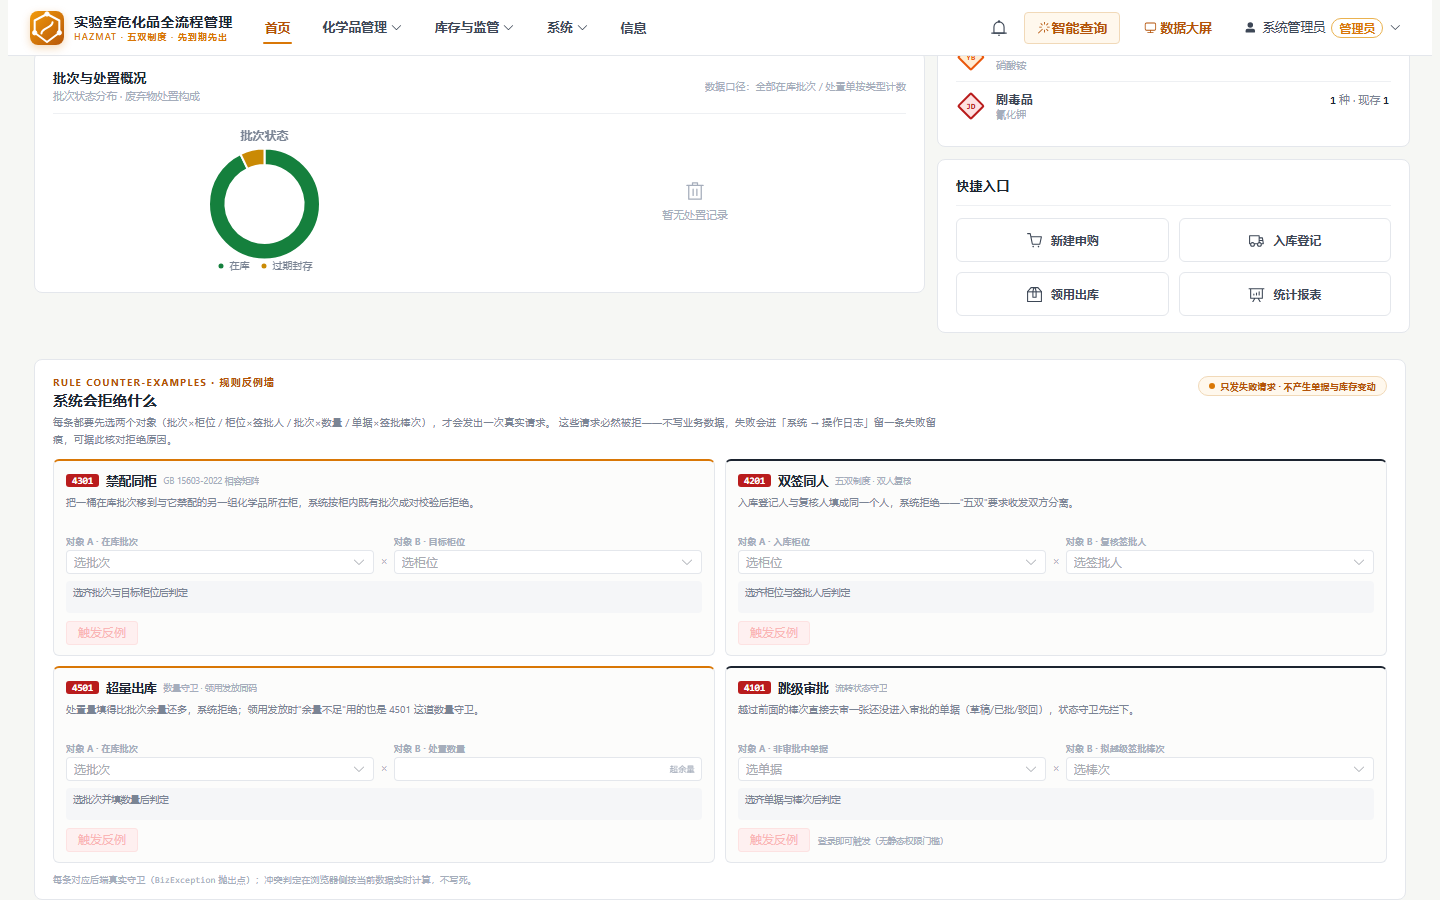 实验室危化品全流程管理
HAZMAT · 五双制度 · 先到期先出
首页
化学品管理
库存与监管
系统
信息
智能查询
数据大屏
系统管理员
管理员
批次与处置概况
批次状态分布 · 废弃物处置构成
数据口径：全部在库批次 / 处置单按类型计数
批次状态
在库
过期封存
暂无处置记录
YB
硝酸铵
JD
剧毒品
氰化钾
1 种 · 现存 1
快捷入口
新建申购
入库登记
领用出库
统计报表
RULE COUNTER-EXAMPLES · 规则反例墙
系统会拒绝什么
只发失败请求 · 不产生单据与库存变动
每条都要先选两个对象（批次×柜位 / 柜位×签批人 / 批次×数量 / 单据×签批棒次），才会发出一次真实请求。 这些请求必然被拒——不写业务数据，失败会进「系统 → 操作日志」留一条失败留
痕，可据此核对拒绝原因。
4301 禁配同柜 GB 15603-2022 相容矩阵
把一桶在库批次移到与它禁配的另一组化学品所在柜，系统按柜内既有批次成对校验后拒绝。
对象 A · 在库批次
对象 B · 目标柜位
选批次
×
选柜位
选齐批次与目标柜位后判定
触发反例
4201 双签同人 五双制度 · 双人复核
入库登记人与复核人填成同一个人，系统拒绝——“五双”要求收发双方分离。
对象 A · 入库柜位
对象 B · 复核签批人
选柜位
×
选签批人
选齐柜位与签批人后判定
触发反例
4501 超量出库 数量守卫 · 领用发放同码
处置量填得比批次余量还多，系统拒绝；领用发放时“余量不足”用的也是 4501 这道数量守卫。
对象 A · 在库批次
对象 B · 处置数量
选批次
×
超余量
选批次并填数量后判定
触发反例
4101 跳级审批 流转状态守卫
越过前面的棒次直接去审一张还没进入审批的单据（草稿/已批/驳回），状态守卫先拦下。
对象 A · 非审批中单据
对象 B · 拟越级签批棒次
选单据
×
选棒次
选齐单据与棒次后判定
触发反例
登录即可触发（无静态权限门槛）
每条对应后端真实守卫（BizException 抛出点）；冲突判定在浏览器侧按当前数据实时计算，不写死。